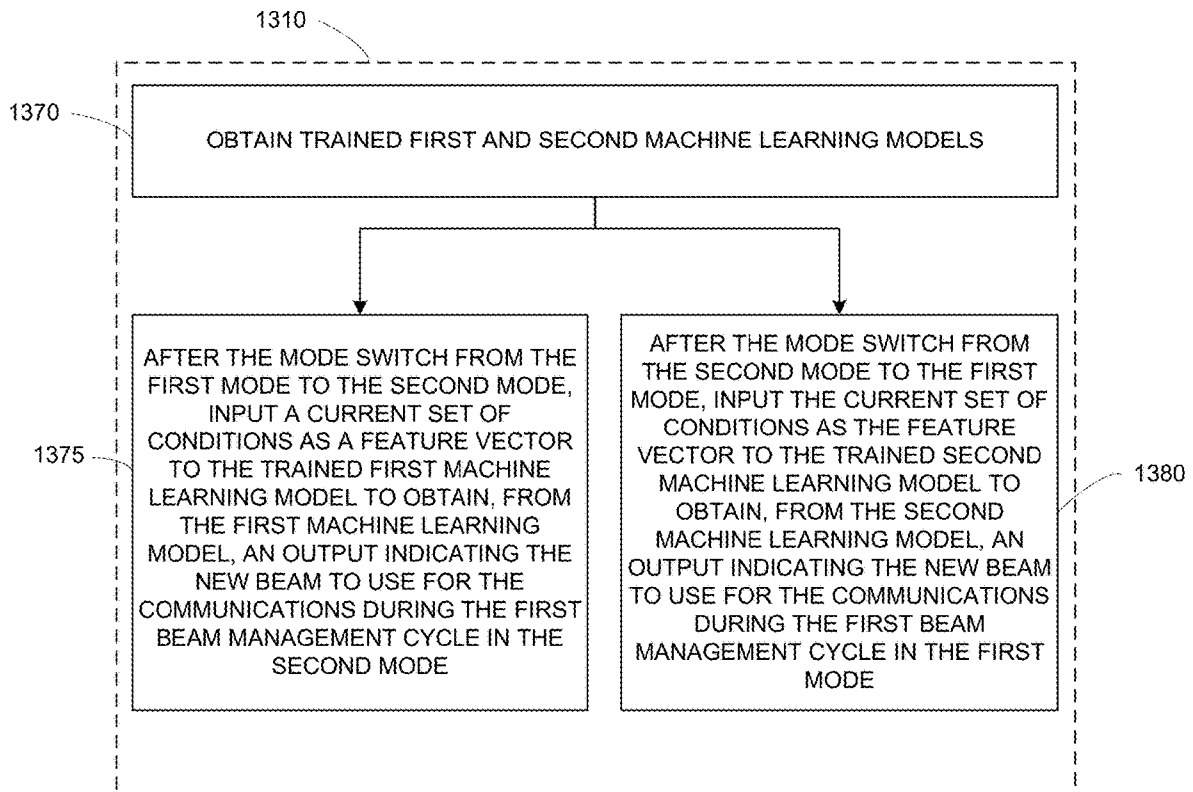 1310
1370
OBTAIN TRAINED FIRST AND SECOND MACHINE LEARNING MODELS
AFTER THE MODE SWITCH FROM THE
FIRST MODE TO THE SECOND MODE,
INPUT A CURRENT SET OF
CONDITIONS AS A FEATURE VECTOR
TO THE TRAINED FIRST MACHINE
LEARNING MODEL TO OBTAIN, FROM
THE FIRST MACHINE LEARNING
MODEL, AN OUTPUT INDICATING THE
NEW BEAM TO USE FOR THE
COMMUNICATIONS DURING THE FIRST
BEAM MANAGEMENT CYCLE IN THE
SECOND MODE
1375
AFTER THE MODE SWITCH FROM
THE SECOND MODE TO THE FIRST
MODE, INPUT THE CURRENT SET OF
CONDITIONS AS THE FEATURE
VECTOR TO THE TRAINED SECOND
MACHINE LEARNING MODEL TO
OBTAIN, FROM THE SECOND
MACHINE LEARNING MODEL, AN
OUTPUT INDICATING THE NEW BEAM
TO USE FOR THE COMMUNICATIONS
DURING THE FIRST BEAM
MANAGEMENT CYCLE IN THE FIRST
MODE
1380